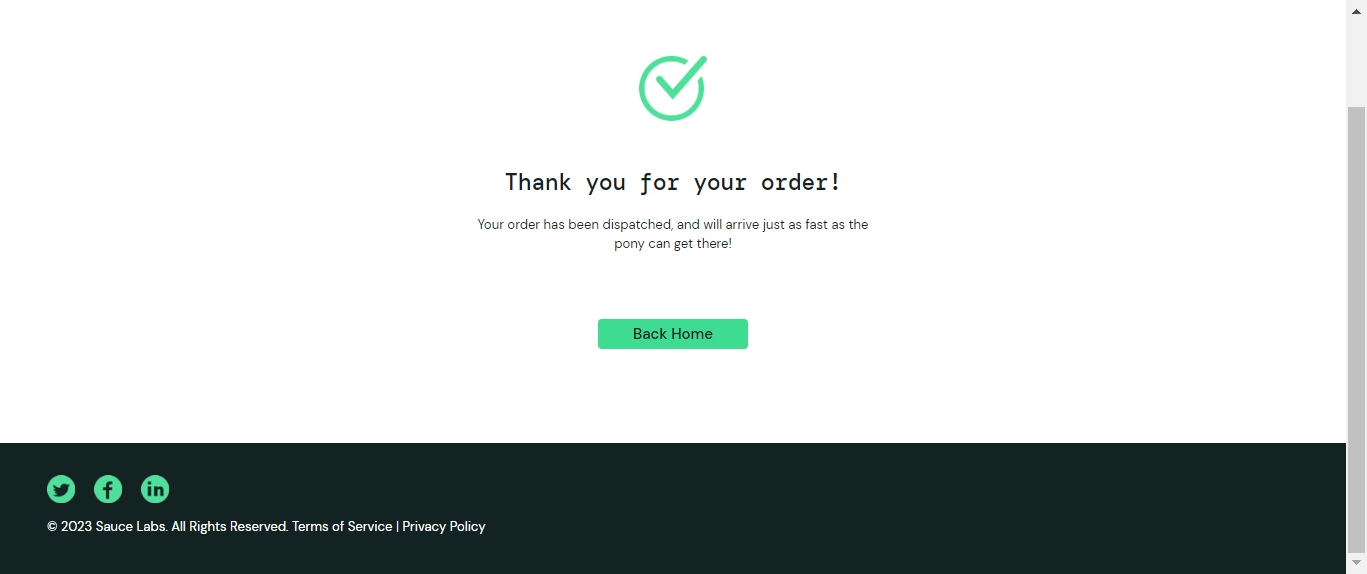 Thank you for your order!
Your order has been dispatched, and will arrive just as fast as the
pony can get there!
Back Home
© 2023 Sauce Labs. All Rights Reserved. Terms of Service | Privacy Policy